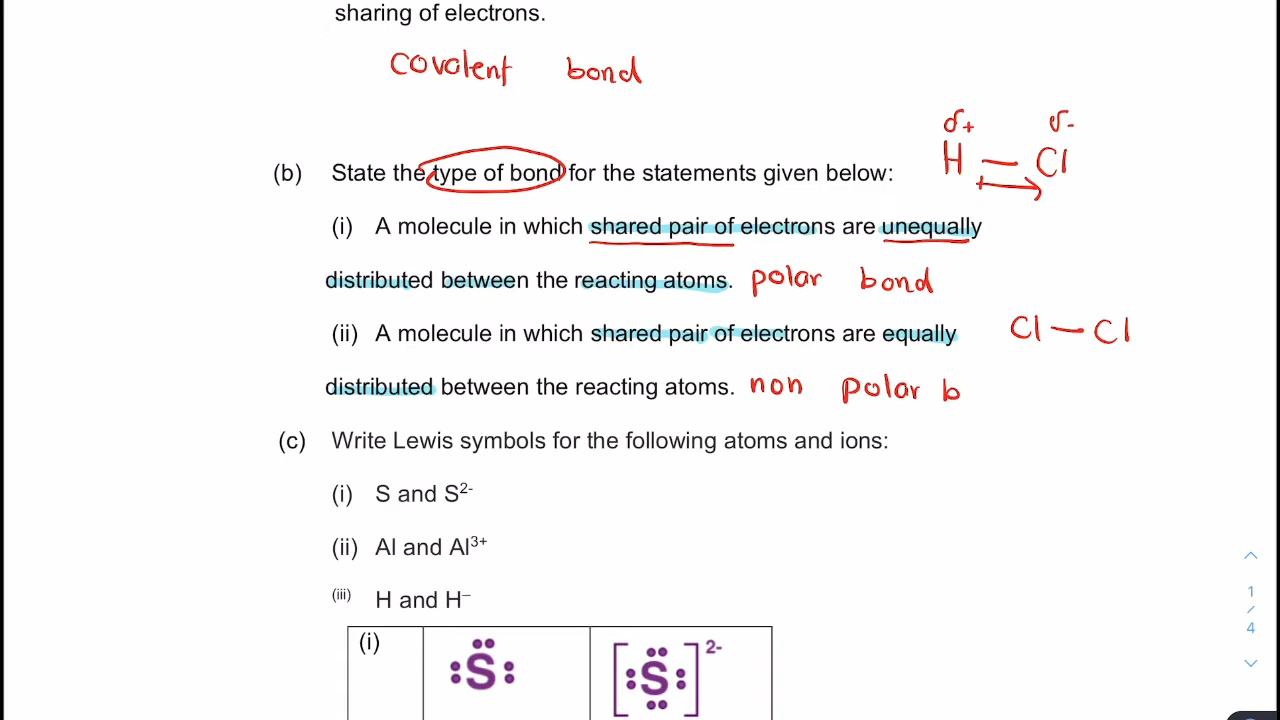 sharing of electrons.
covalent bond
δ+ δ-
H — Cl
(b) State the type of bond for the statements given below:
(i) A molecule in which shared pair of electrons are unequally
distributed between the reacting atoms. polar bond
(ii) A molecule in which shared pair of electrons are equally
Cl — Cl
distributed between the reacting atoms. non polar b
(c) Write Lewis symbols for the following atoms and ions:
(i) S and S²⁻
(ii) Al and Al³⁺
(iii) H and H⁻
(i) S [S]²⁻
1
/
4